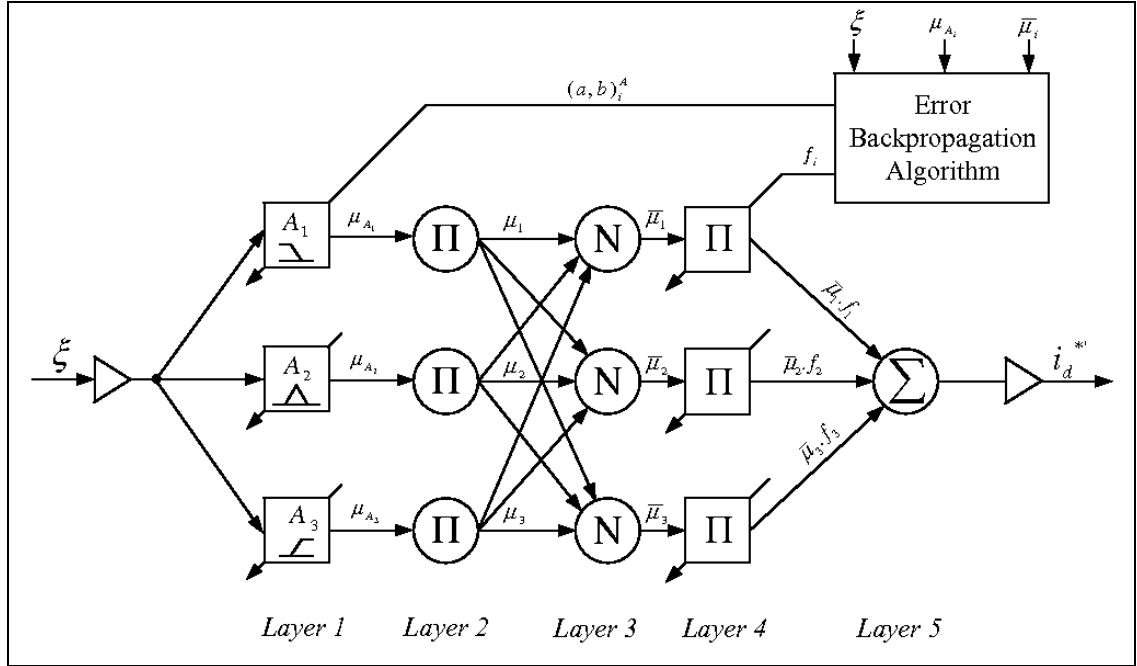 ξ μ_{A_i} μ̅_i
(a, b)_i^A
Error
Backpropagation
Algorithm
f_i
A_1 μ_{A_1} Π μ_1 N μ̅_1 Π
μ̅_1.f_1
ξ A_2 μ_{A_2} Π μ_2 N μ̅_2 Π μ̅_2.f_2 Σ i_d^{*'}
μ̅_3.f_3
A_3 μ_{A_3} Π μ_3 N μ̅_3 Π
Layer 1 Layer 2 Layer 3 Layer 4 Layer 5